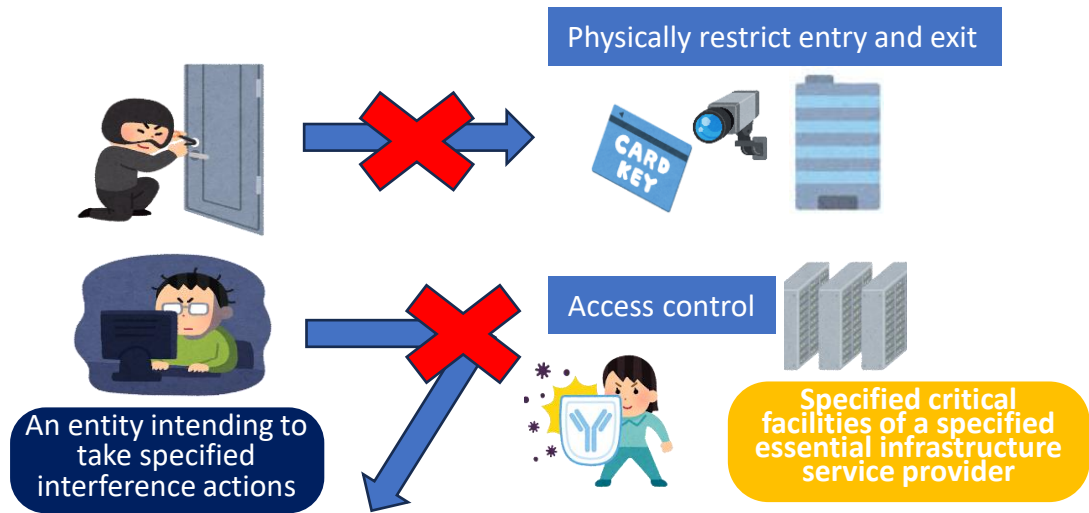 Physically restrict entry and exit
CARD
KEY
Access control
An entity intending to
take specified
interference actions
Specified critical
facilities of a specified
essential infrastructure
service provider